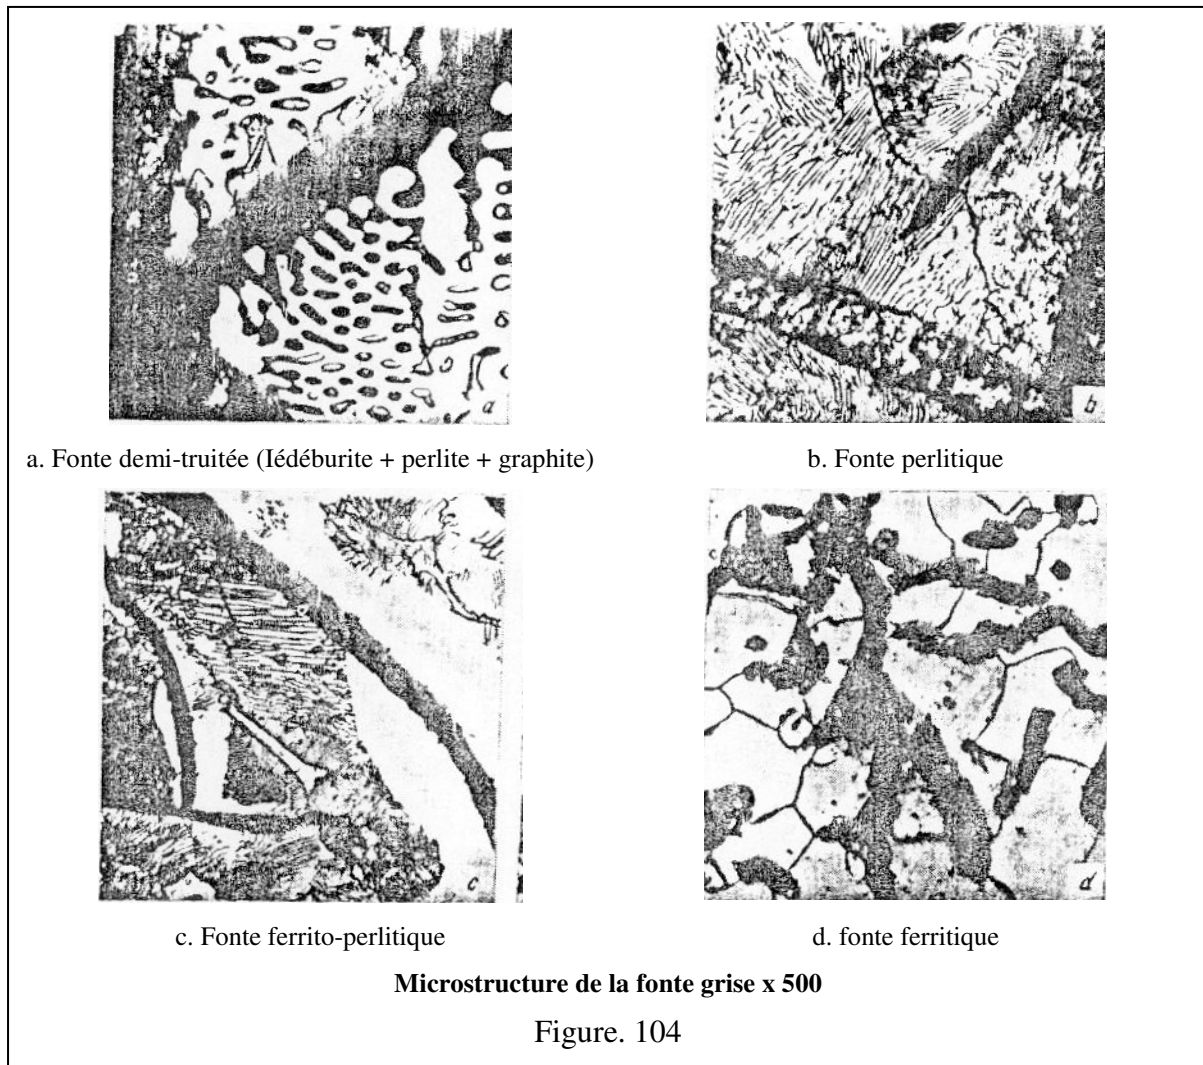 a
b
a. Fonte demi-truitée (Iédéburite + perlite + graphite)
b. Fonte perlitique
c
d
c. Fonte ferrito-perlitique
d. fonte ferritique
Microstructure de la fonte grise x 500
Figure. 104